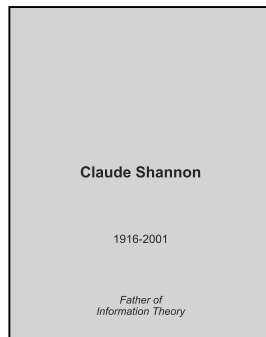 Claude Shannon
1916-2001
Father of
Information Theory